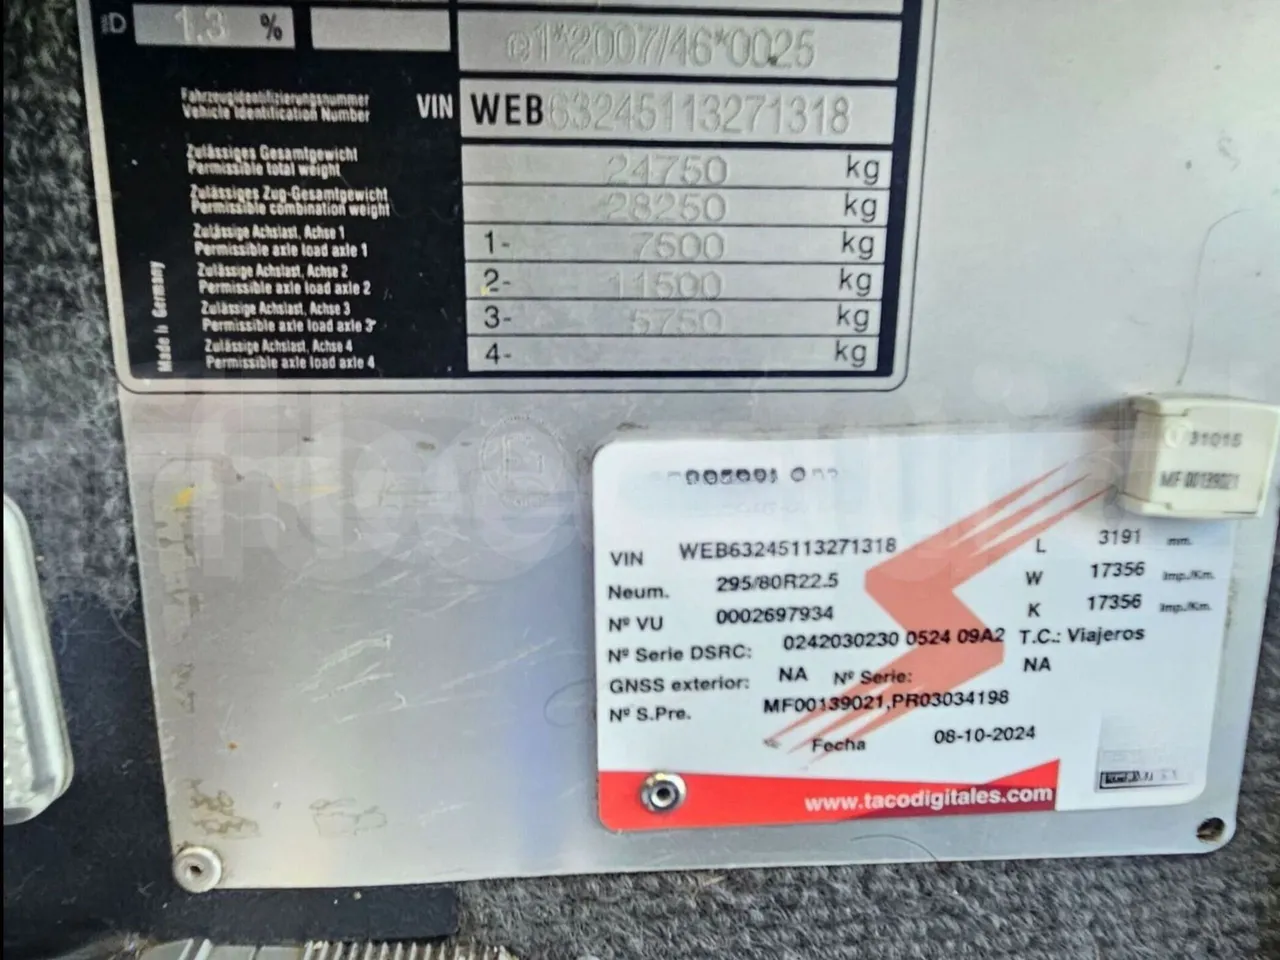 1.3 %
e1*2007/46*0025
Fahrzeugidentifizierungsnummer
Vehicle Identification Number VIN WEB63245113271318
Zulässiges Gesamtgewicht
Permissible total weight 24750 kg
Zulässiges Zug-Gesamtgewicht
Permissible combination weight 28250 kg
Zulässige Achslast, Achse 1
Permissible axle load axle 1 1- 7500 kg
Zulässige Achslast, Achse 2
Permissible axle load axle 2 2- 11500 kg
Zulässige Achslast, Achse 3
Permissible axle load axle 3 3- 5750 kg
Zulässige Achslast, Achse 4
Permissible axle load axle 4 4- kg
Made in Germany
31015
MF 00139021
VIN WEB63245113271318 L 3191 mm.
Neum. 295/80R22.5 W 17356 Imp./Km.
Nº VU 0002697934 K 17356 Imp./Km.
Nº Serie DSRC: 0242030230 0524 09A2 T.C.: Viajeros
GNSS exterior: NA Nº Serie: NA
Nº S.Pre. MF00139021,PR03034198
Fecha 08-10-2024
www.tacodigitales.com